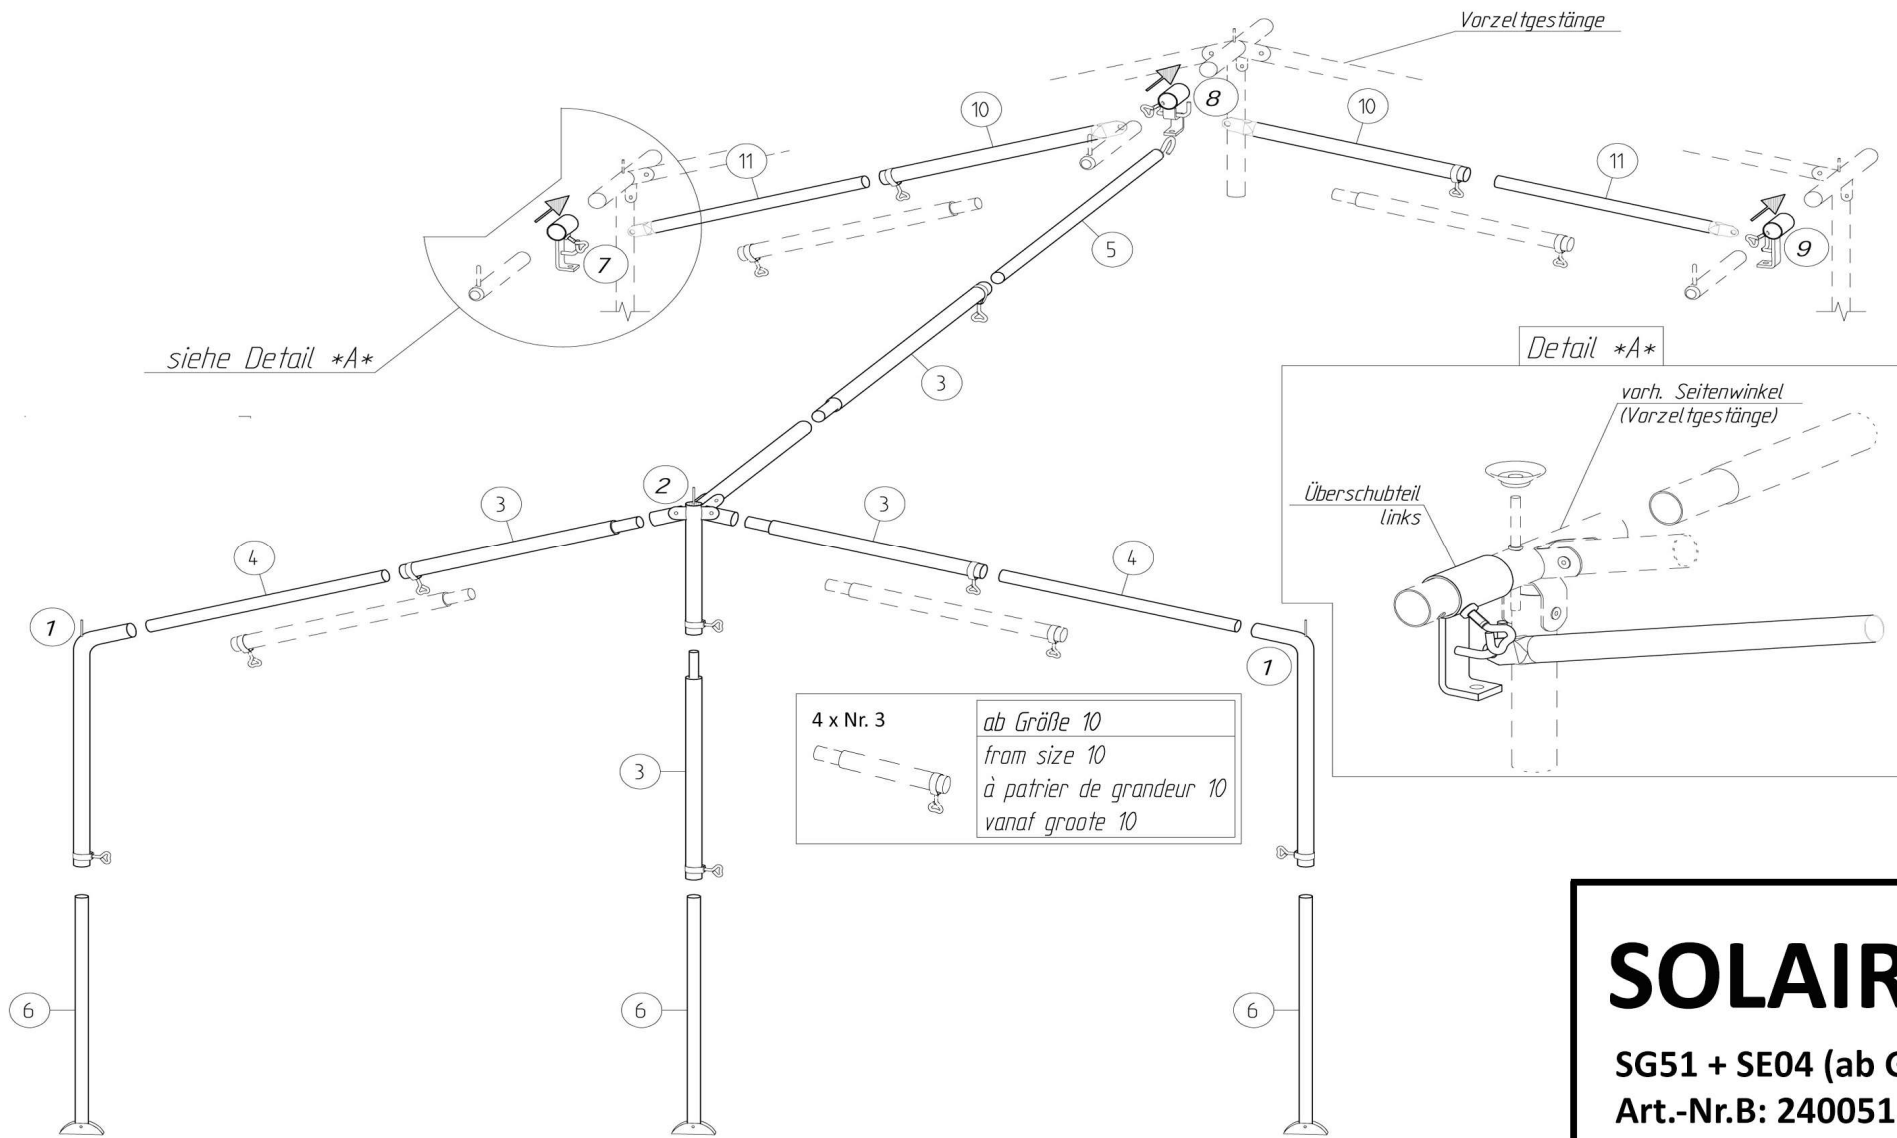 Vorzeltgestänge
8
10
10
11
11
5
7
9
siehe Detail *A*
3
Detail *A*
vorh. Seitenwinkel
(Vorzeltgestänge)
Überschubteil
links
2
3
3
4
4
1
1
4 x Nr. 3
ab Größe 10
from size 10
à patrier de grandeur 10
vanaf groote 10
3
6
6
6
SOLAIR
SG51 + SE04 (ab G
Art.-Nr.B: 240051